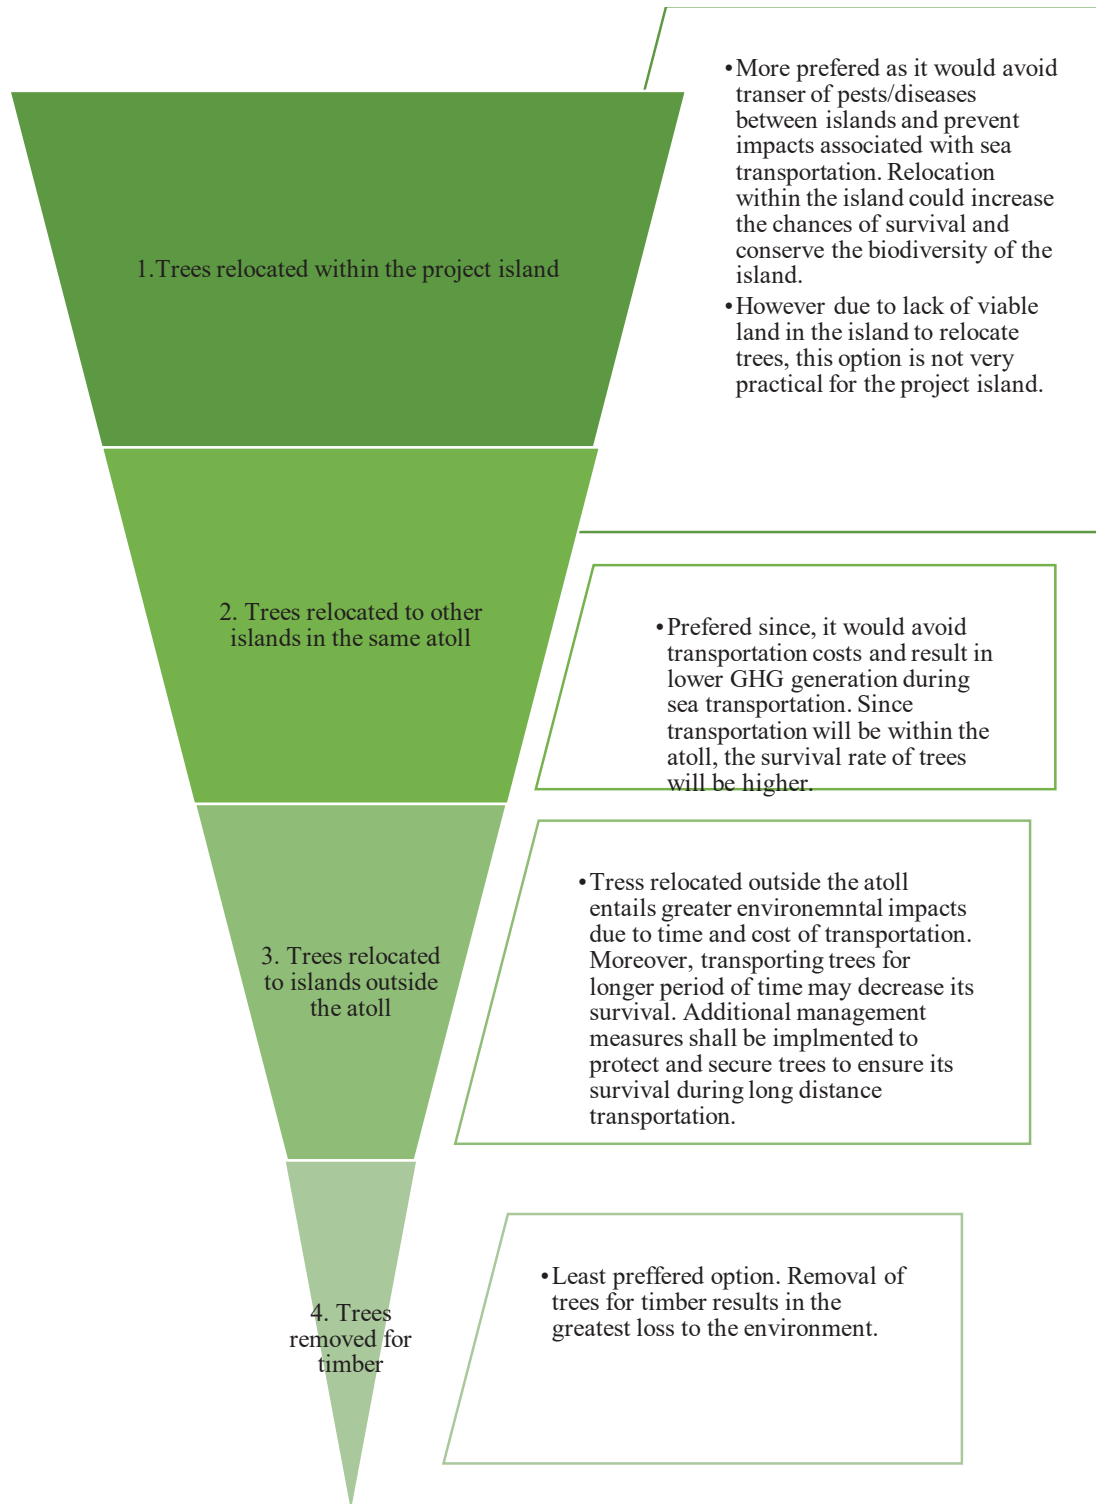 •More prefered as it would avoid
transer of pests/diseases
between islands and prevent
impacts associated with sea
transportation. Relocation
within the island could increase
the chances of survival and
conserve the biodiversity of the
island.
•However due to lack of viable
land in the island to relocate
trees, this option is not very
practical for the project island.
1.Trees relocated within the project island
2. Trees relocated to other
islands in the same atoll
•Prefered since, it would avoid
transportation costs and result in
lower GHG generation during
sea transportation. Since
transportation will be within the
atoll, the survival rate of trees
will be higher.
3. Trees relocated
to islands outside
the atoll
•Tress relocated outside the atoll
entails greater environemntal impacts
due to time and cost of transportation.
Moreover, transporting trees for
longer period of time may decrease its
survival. Additional management
measures shall be implmented to
protect and secure trees to ensure its
survival during long distance
transportation.
4. Trees
removed for
timber
•Least preffered option. Removal of
trees for timber results in the
greatest loss to the environment.